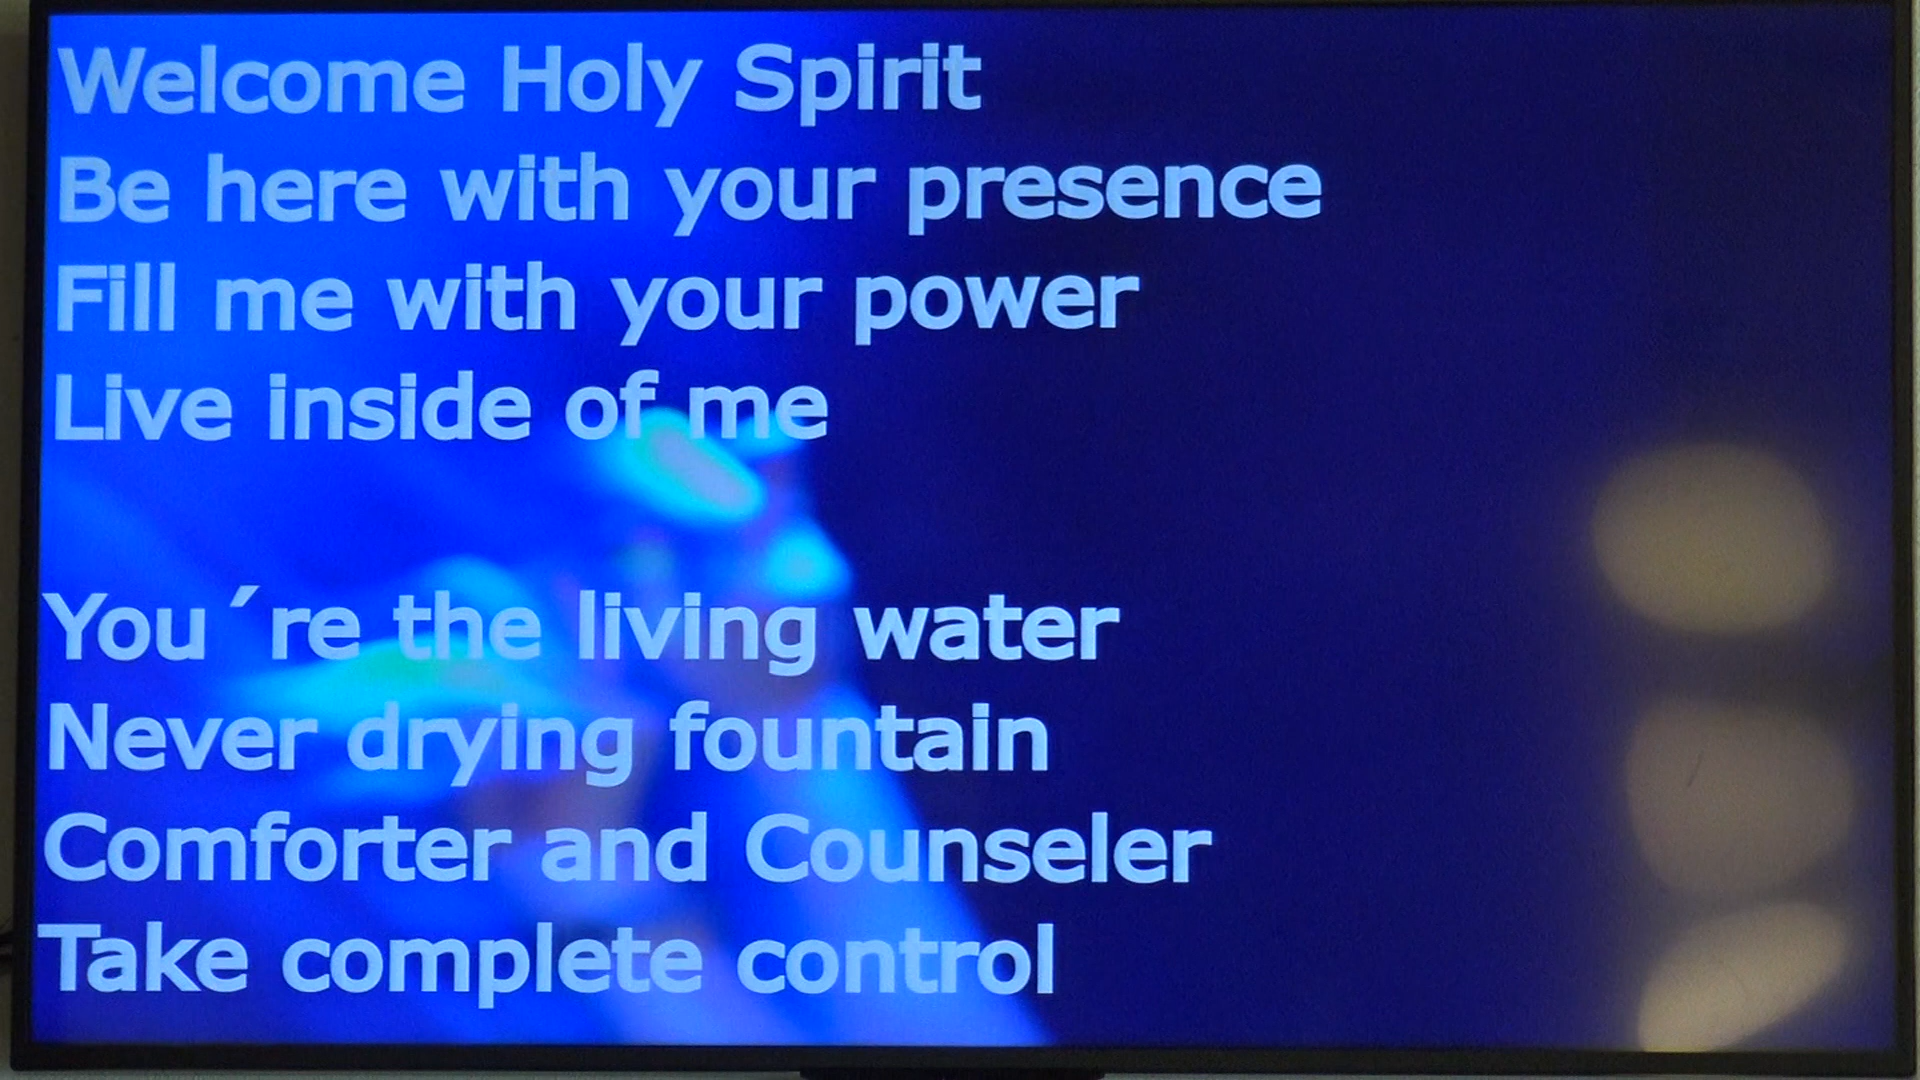 Welcome Holy Spirit
Be here with your presence
Fill me with your power
Live inside of me
You´re the living water
Never drying fountain
Comforter and Counseler
Take complete control